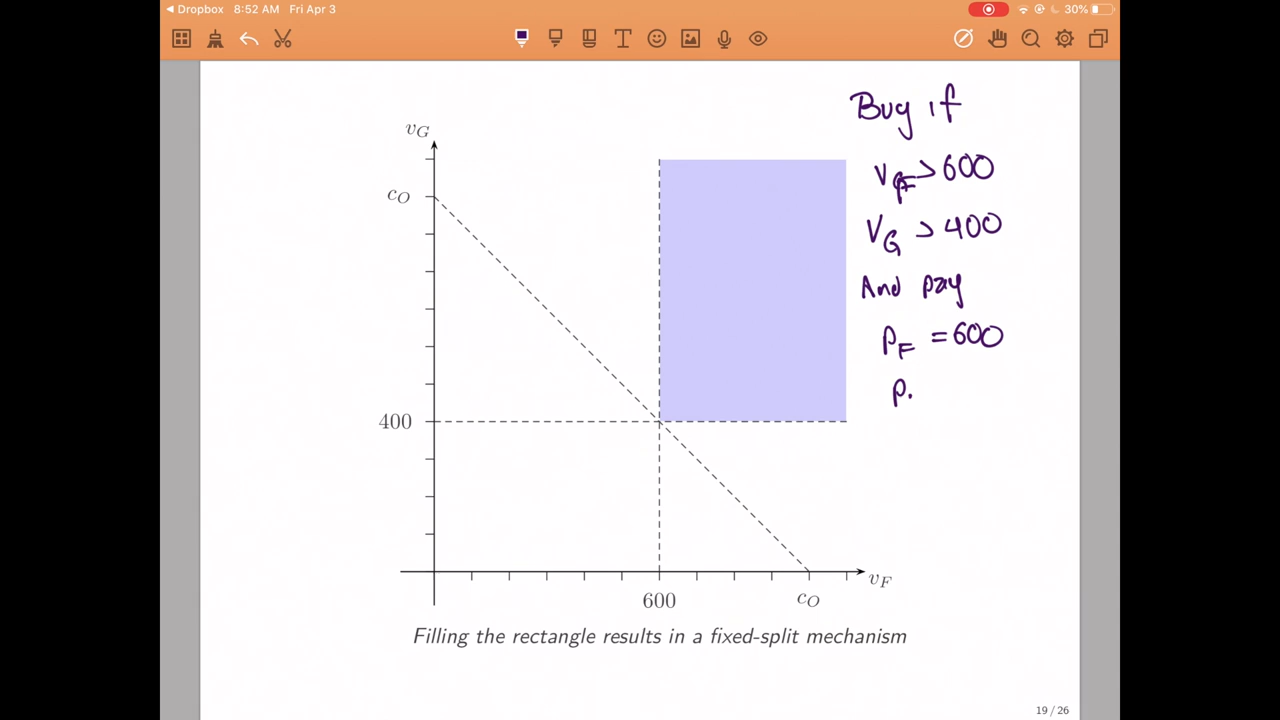 Dropbox 8:52 AM Fri Apr 3 30%
Buy if
v_F > 600
v_G > 400
And pay
p_F = 600
p.
v_G
c_O
400
600
c_O
v_F
Filling the rectangle results in a fixed-split mechanism
19 / 26